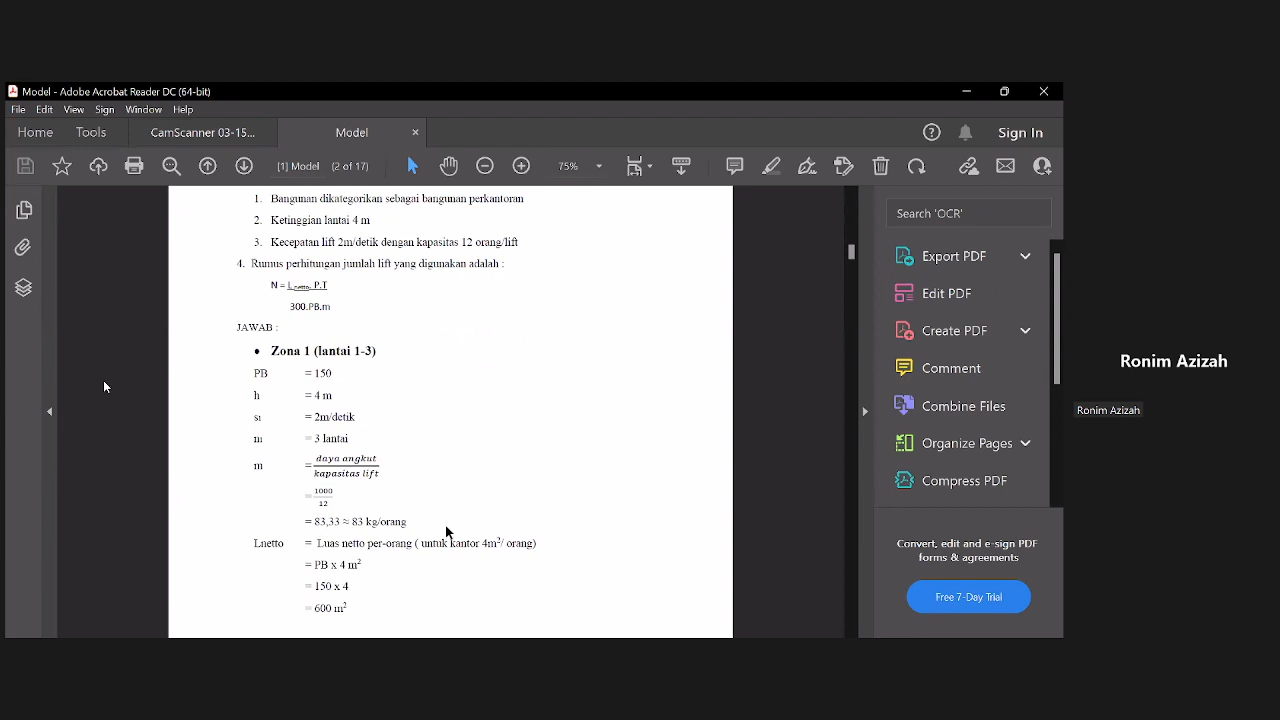 Model - Adobe Acrobat Reader DC (64-bit)
File Edit View Sign Window Help
Home Tools CamScanner 03-15... Model × Sign In
[1] Model (2 of 17) 75%
1. Bangunan dikategorikan sebagai bangunan perkantoran
2. Ketinggian lantai 4 m
3. Kecepatan lift 2m/detik dengan kapasitas 12 orang/lift
4. Rumus perhitungan jumlah lift yang digunakan adalah :
N = Lnetto. P.T
300.PB.m
JAWAB :
• Zona 1 (lantai 1-3)
PB = 150
h = 4 m
s1 = 2m/detik
n1 = 3 lantai
m = daya angkut / kapasitas lift
= 1000 / 12
= 83,33 ≈ 83 kg/orang
Lnetto = Luas netto per-orang ( untuk kantor 4m²/ orang)
= PB x 4 m²
= 150 x 4
= 600 m²
Search 'OCR'
Export PDF
Edit PDF
Create PDF
Comment
Combine Files
Organize Pages
Compress PDF
Convert, edit and e-sign PDF
forms & agreements
Free 7-Day Trial
Ronim Azizah
Ronim Azizah